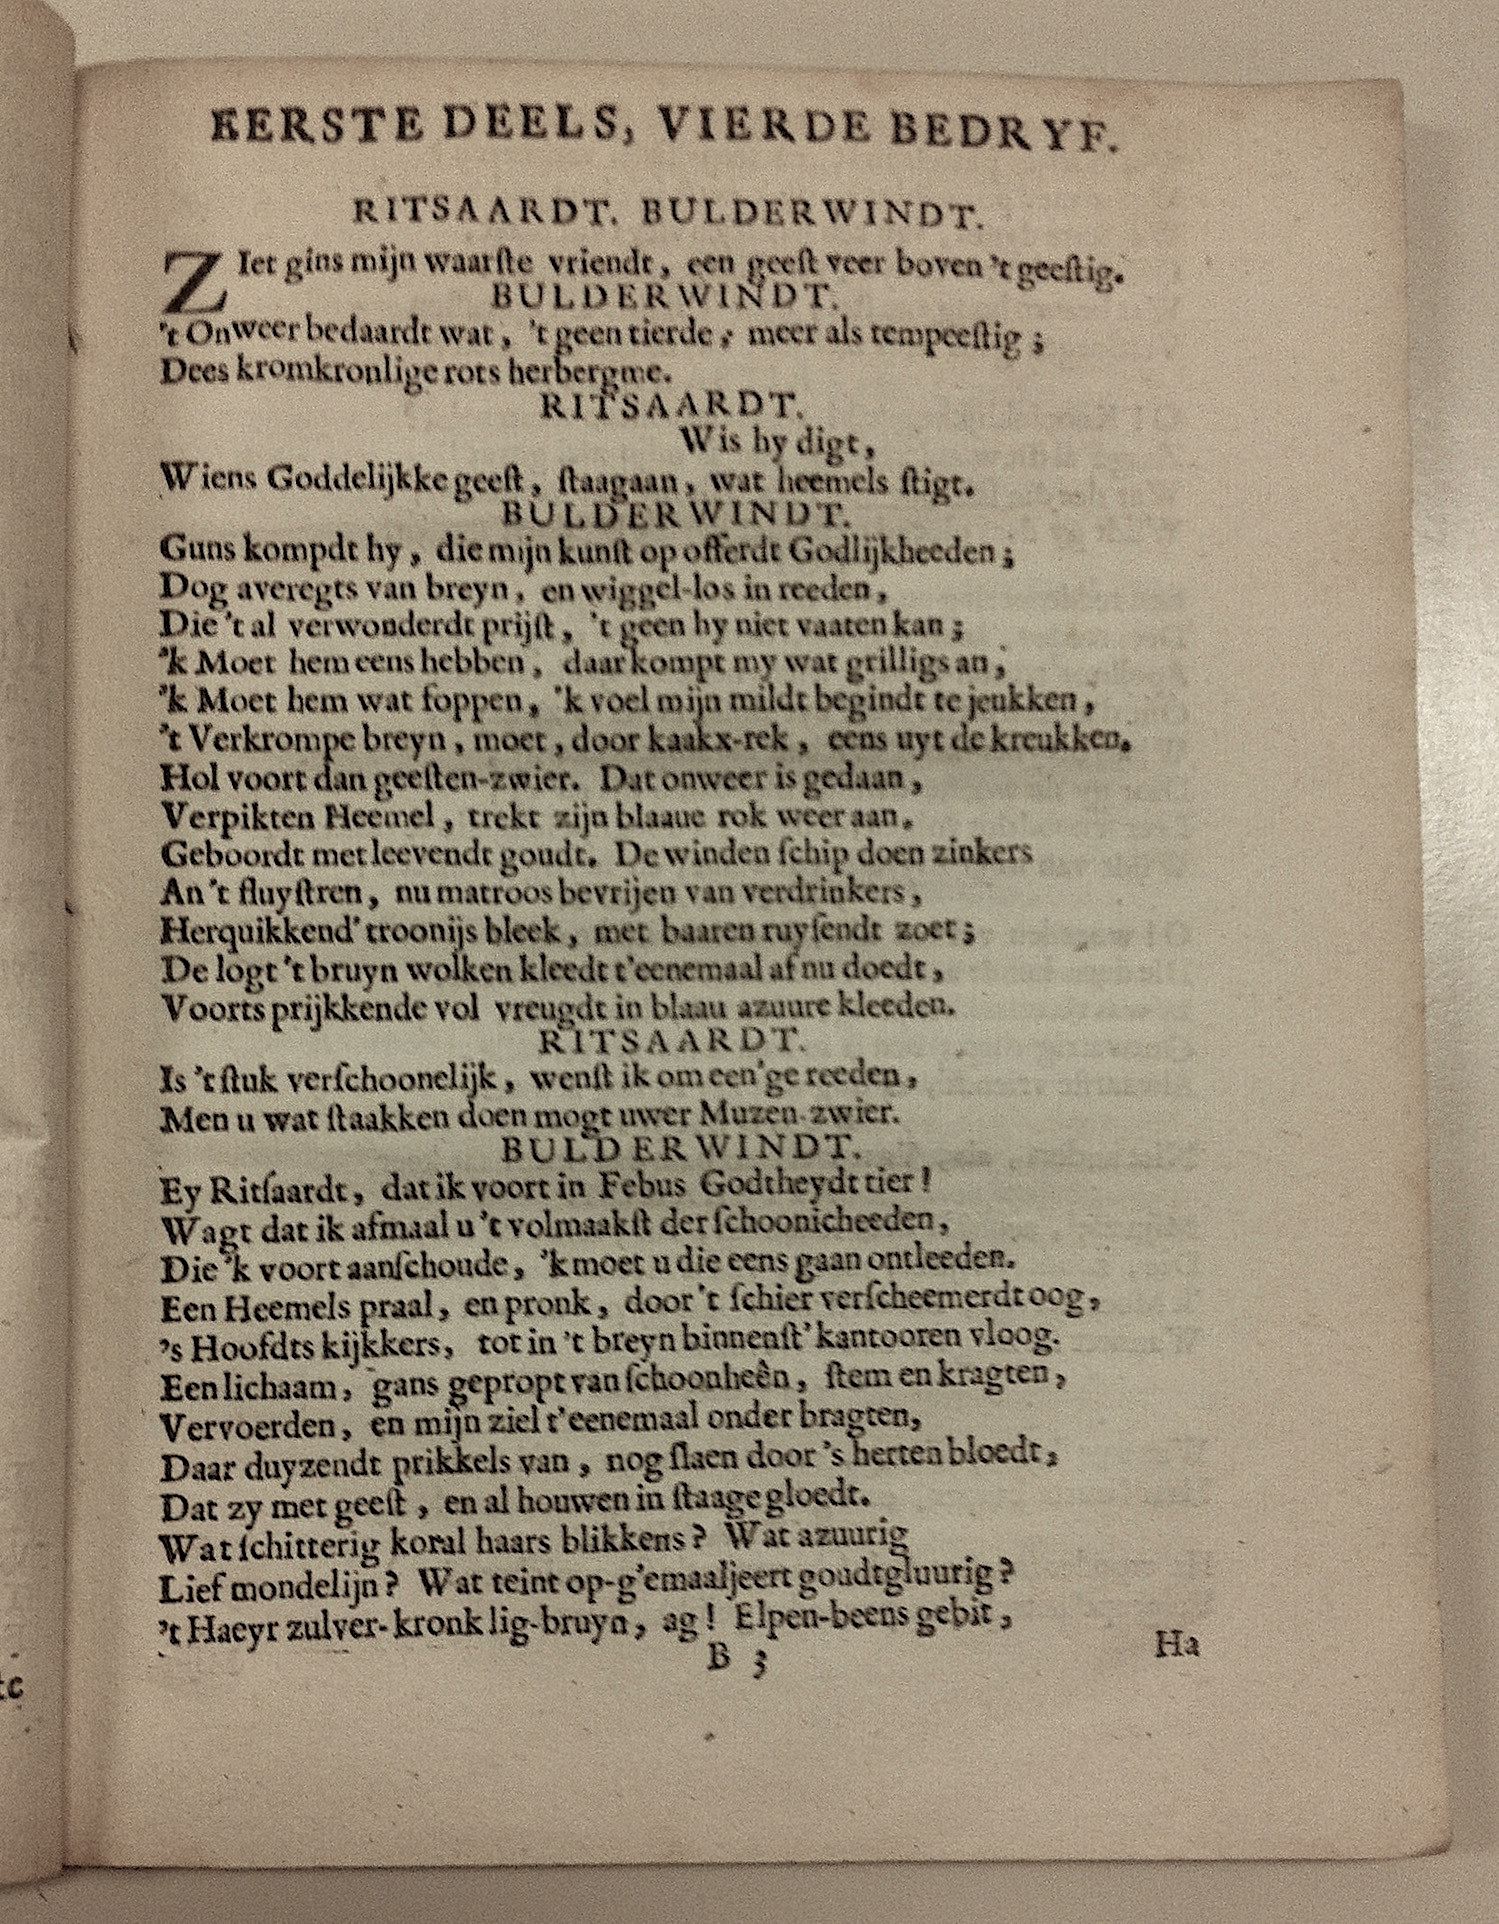 EERSTE DEELS, VIERDE BEDRYF.
RITSAARDT. BULDERWINDT.
ZIet gins mijn waarſte vriendt, een geeſt veer boven 't geeſtig.
BULDERWINDT.
't Onweer bedaardt wat, 't geen tierde, meer als tempeeſtig;
Dees kromkronlige rots herbergme.
RITSAARDT.
Wis hy digt,
Wiens Goddelijkke geeſt, ſtaagaan, wat heemels ſtigt.
BULDERWINDT.
Guns kompdt hy, die mijn kunſt op offerdt Godlijkheeden;
Dog averegts van breyn, en wiggel-los in reeden,
Die 't al verwonderdt prijſt, 't geen hy niet vaaten kan;
'k Moet hem eens hebben, daar kompt my wat grilligs an,
'k Moet hem wat foppen, 'k voel mijn mildt begindt te jeukken,
't Verkrompe breyn, moet, door kaakx-rek, eens uyt de kreukken.
Hol voort dan geeſten-zwier. Dat onweer is gedaan,
Verpikten Heemel, trekt zijn blaaue rok weer aan.
Geboordt met leevendt goudt. De winden ſchip doen zinkers
An 't fluyſtren, nu matroos bevrijen van verdrinkers,
Herquikkend' troonijs bleek, met baaren ruyſendt zoet;
De logt 't bruyn wolken kleedt t'eenemaal af nu doedt,
Voorts prijkkende vol vreugdt in blaau azuure kleeden.
RITSAARDT.
Is 't ſtuk verſchoonelijk, wenſt ik om een'ge reeden,
Men u wat ſtaakken doen mogt uwer Muzen-zwier.
BULDERWINDT.
Ey Ritſaardt, dat ik voort in Febus Godtheydt tier!
Wagt dat ik afmaal u 't volmaakſt der ſchoonicheeden,
Die 'k voort aanſchoude, 'k moet u die eens gaan ontleeden.
Een Heemels praal, en pronk, door 't ſchier verſcheemerdt oog,
's Hoofdts kijkkers, tot in 't breyn binnenſt' kantooren vloog.
Een lichaam, gans gepropt van ſchoonheên, ſtem en kragten,
Vervoerden, en mijn ziel t'eenemaal onder bragten,
Daar duyzendt prikkels van, nog ſlaen door 's herten bloedt,
Dat zy met geeſt, en al houwen in ſtaage gloedt.
Wat ſchitterig koral haars blikkens? Wat azuurig
Lief mondelijn? Wat teint op-g'emaaljeert goudtgluurig?
't Haeyr zulver-kronklig-bruyn, ag! Elpen-beens gebit,
B 3
Ha